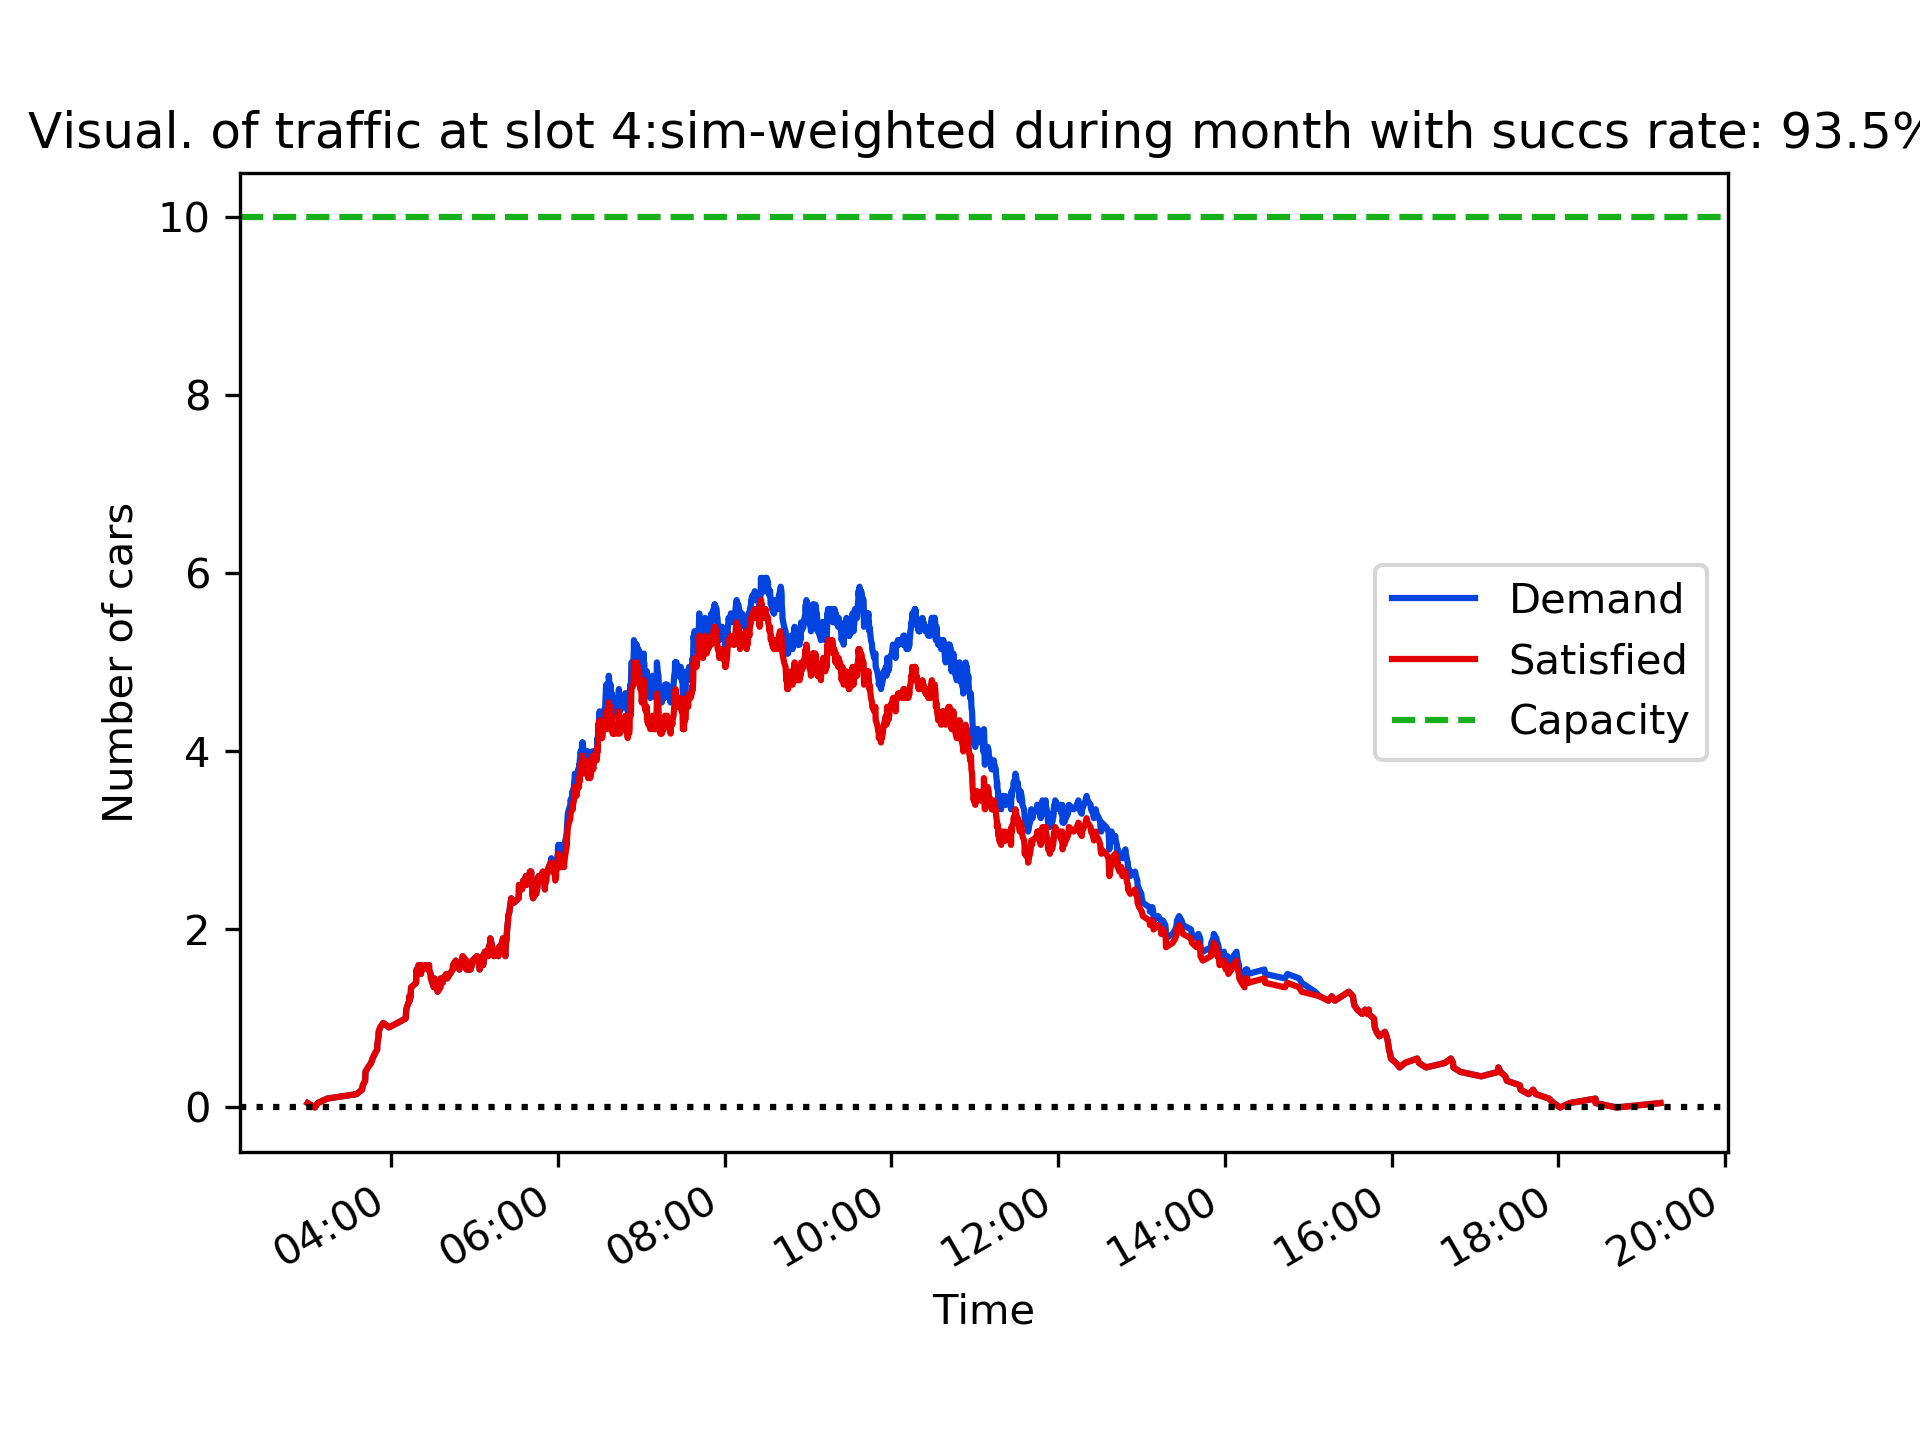 Visual. of traffic at slot 4:sim-weighted during month with succs rate: 93.5%
10
8
6
4
2
0
Number of cars
Demand
Satisfied
Capacity
04:00
06:00
08:00
10:00
12:00
14:00
16:00
18:00
20:00
Time